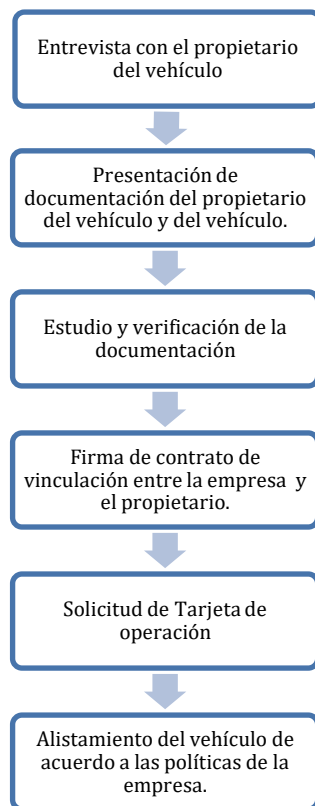 Entrevista con el propietario
del vehículo
Presentación de
documentación del propietario
del vehículo y del vehículo.
Estudio y verificación de la
documentación
Firma de contrato de
vinculación entre la empresa y
el propietario.
Solicitud de Tarjeta de
operación
Alistamiento del vehículo de
acuerdo a las políticas de la
empresa.